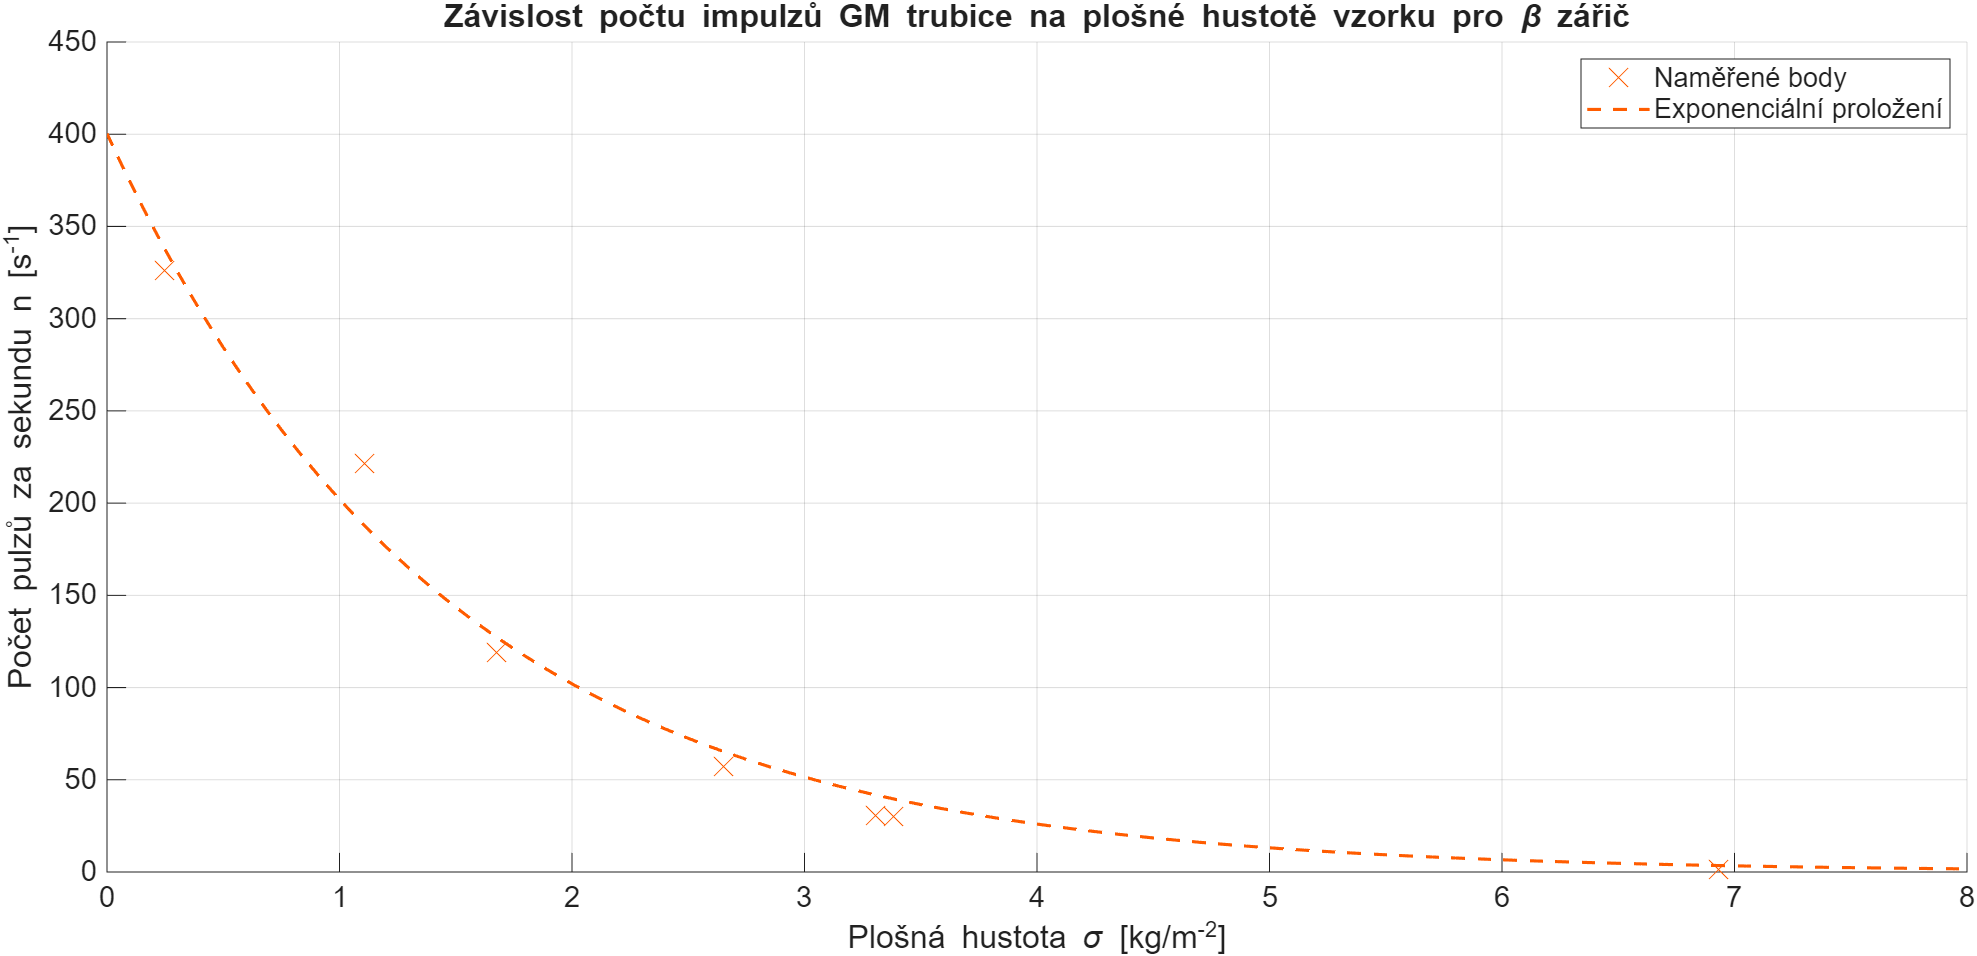 Závislost počtu impulzů GM trubice na plošné hustotě vzorku pro β zářič
450
400
350
300
250
200
150
100
50
0
Počet pulzů za sekundu n [s⁻¹]
Naměřené body
Exponenciální proložení
0 1 2 3 4 5 6 7 8
Plošná hustota σ [kg/m⁻²]